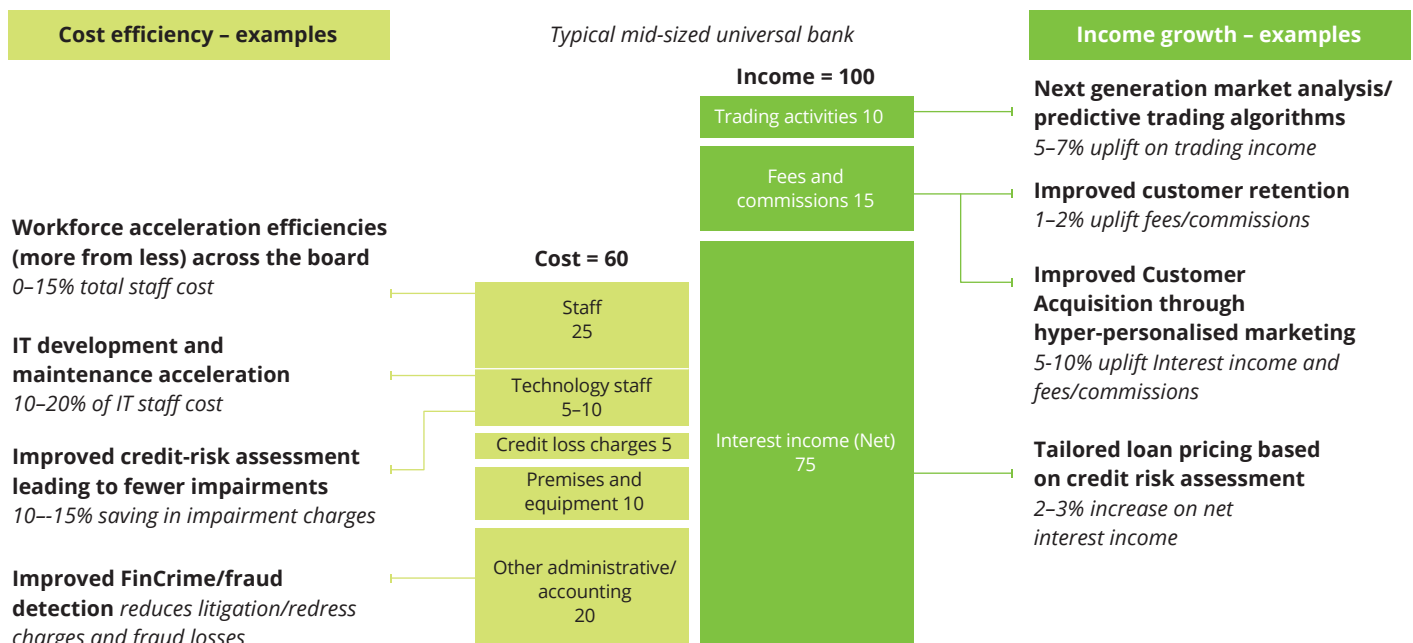 Cost efficiency – examples
Typical mid-sized universal bank
Income growth – examples
Workforce acceleration efficiencies
(more from less) across the board
0–15% total staff cost
IT development and
maintenance acceleration
10–20% of IT staff cost
Improved credit-risk assessment
leading to fewer impairments
10–-15% saving in impairment charges
Improved FinCrime/fraud
detection reduces litigation/redress
charges and fraud losses
Cost = 60
Staff
25
Technology staff
5–10
Credit loss charges 5
Premises and
equipment 10
Other administrative/
accounting
20
Income = 100
Trading activities 10
Fees and
commissions 15
Interest income (Net)
75
Next generation market analysis/
predictive trading algorithms
5–7% uplift on trading income
Improved customer retention
1–2% uplift fees/commissions
Improved Customer
Acquisition through
hyper-personalised marketing
5-10% uplift Interest income and
fees/commissions
Tailored loan pricing based
on credit risk assessment
2–3% increase on net
interest income